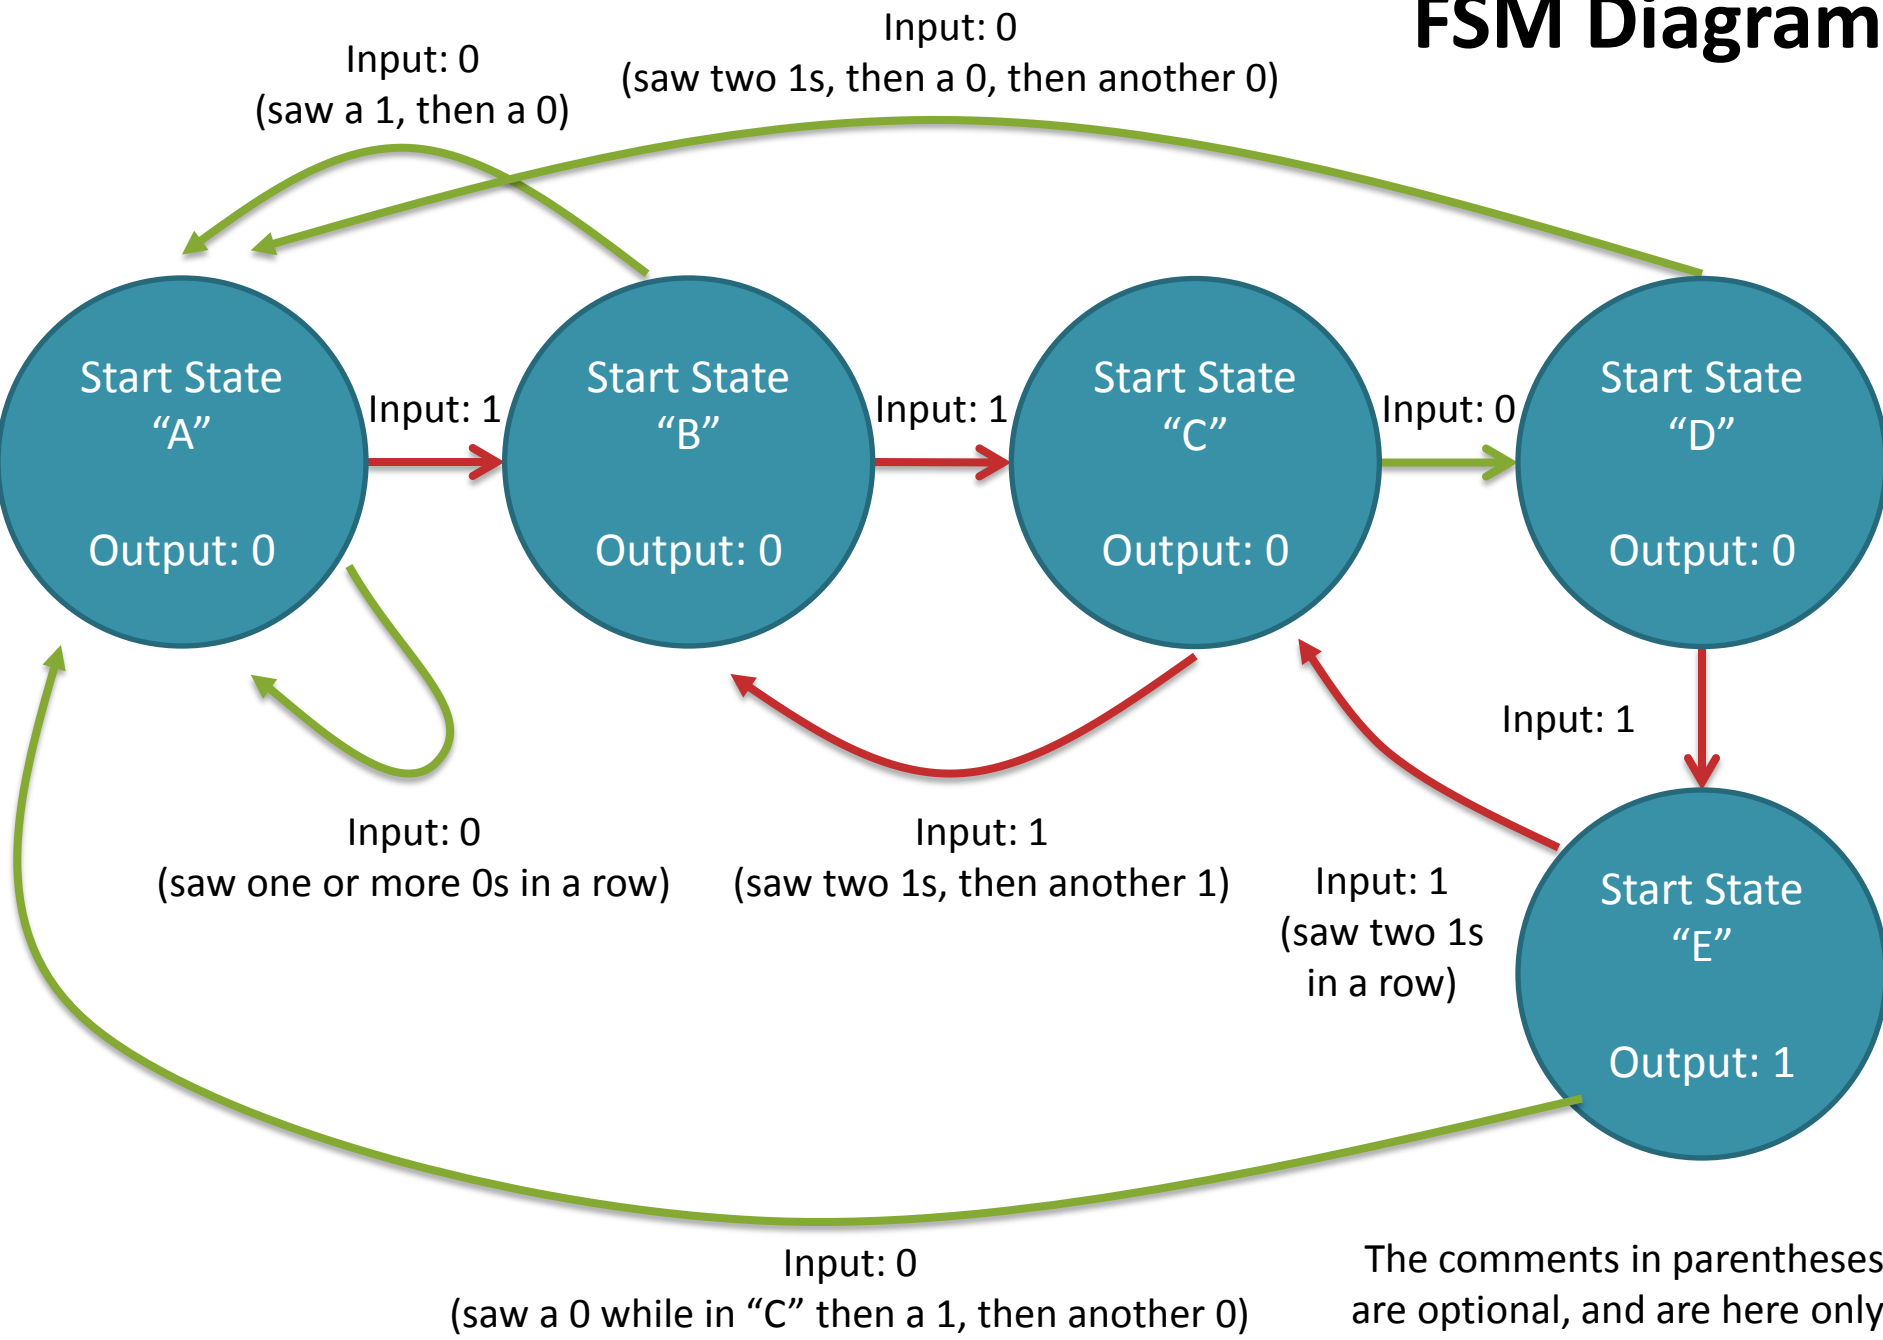 FSM Diagram
Input: 0
(saw a 1, then a 0)
Input: 0
(saw two 1s, then a 0, then another 0)
Start State
“A”
Output: 0
Input: 1
Start State
“B”
Output: 0
Input: 1
Start State
“C”
Output: 0
Input: 0
Start State
“D”
Output: 0
Input: 1
Input: 0
(saw one or more 0s in a row)
Input: 1
(saw two 1s, then another 1)
Input: 1
(saw two 1s
in a row)
Start State
“E”
Output: 1
Input: 0
(saw a 0 while in “C” then a 1, then another 0)
The comments in parentheses
are optional, and are here only